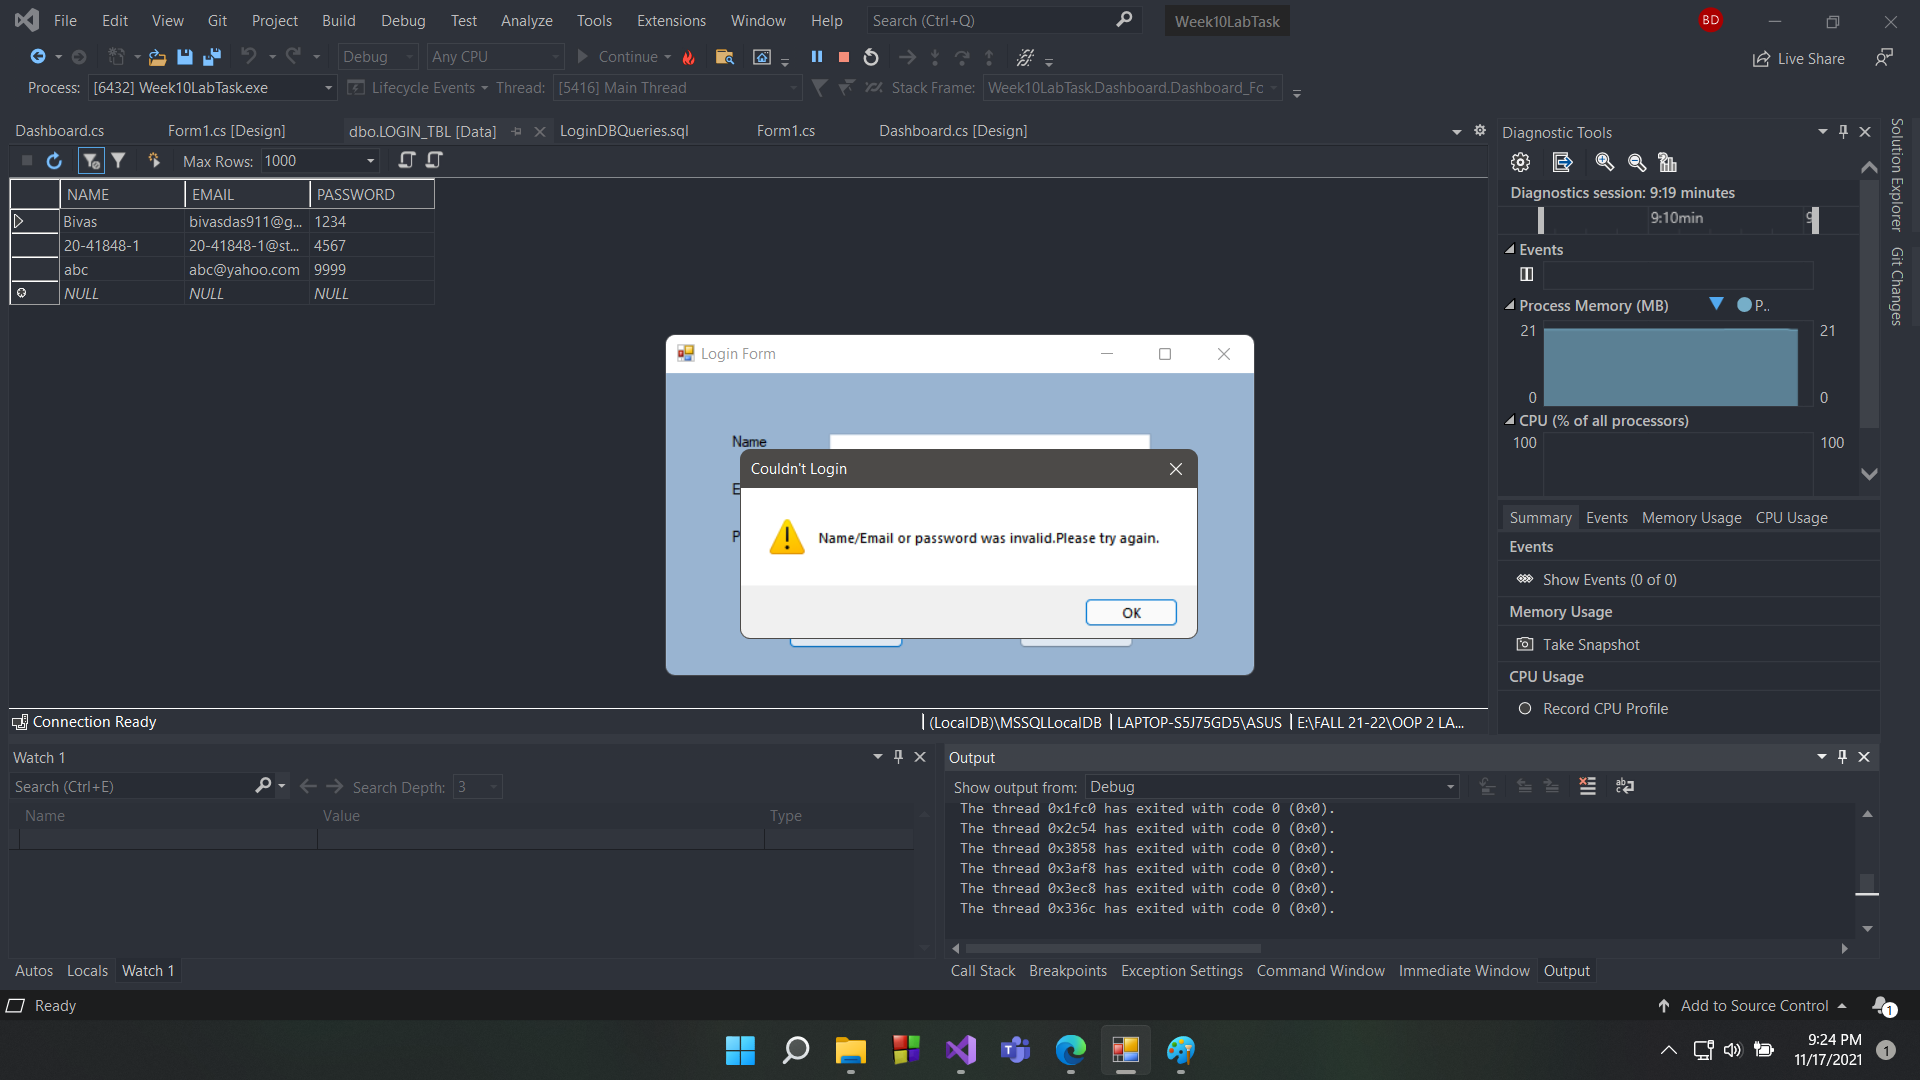 File Edit View Git Project Build Debug Test Analyze Tools Extensions Window Help Search (Ctrl+Q) Week10LabTask BD
Debug Any CPU Continue Live Share
Process: [6432] Week10LabTask.exe Lifecycle Events Thread: [5416] Main Thread Stack Frame: Week10LabTask.Dashboard.Dashboard_Fc
Dashboard.cs Form1.cs [Design] dbo.LOGIN_TBL [Data] LoginDBQueries.sql Form1.cs Dashboard.cs [Design]
Max Rows: 1000
NAME EMAIL PASSWORD
Bivas bivasdas911@g... 1234
20-41848-1 20-41848-1@st... 4567
abc abc@yahoo.com 9999
NULL NULL NULL
Login Form
Name
E
P
Couldn't Login
Name/Email or password was invalid.Please try again.
OK
Connection Ready (LocalDB)\MSSQLLocalDB LAPTOP-S5J75GD5\ASUS E:\FALL 21-22\OOP 2 LA...
Diagnostic Tools
Diagnostics session: 9:19 minutes
9:10min 9
Events
Process Memory (MB) P..
21 21
0 0
CPU (% of all processors)
100 100
Summary Events Memory Usage CPU Usage
Events
Show Events (0 of 0)
Memory Usage
Take Snapshot
CPU Usage
Record CPU Profile
Solution Explorer
Git Changes
Watch 1
Search (Ctrl+E) Search Depth: 3
Name Value Type
Autos Locals Watch 1
Output
Show output from: Debug
The thread 0x1fc0 has exited with code 0 (0x0).
The thread 0x2c54 has exited with code 0 (0x0).
The thread 0x3858 has exited with code 0 (0x0).
The thread 0x3af8 has exited with code 0 (0x0).
The thread 0x3ec8 has exited with code 0 (0x0).
The thread 0x336c has exited with code 0 (0x0).
Call Stack Breakpoints Exception Settings Command Window Immediate Window Output
Ready Add to Source Control 1
9:24 PM
11/17/2021 1